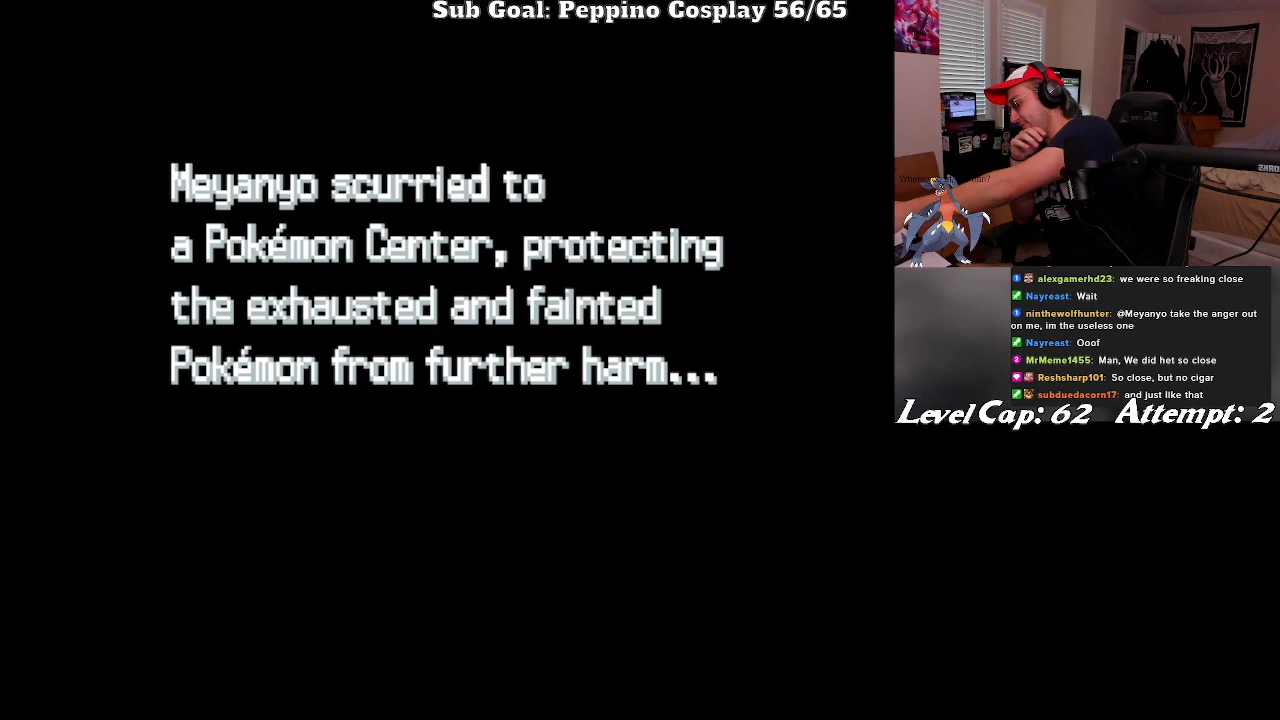 Sub Goal: Peppino Cosplay 56/65
Meyanyo scurried to
a Pokémon Center, protecting
the exhausted and fainted
Pokémon from further harm...
alexgamerhd23: we were so freaking close
Nayreast: Wait
ninthewolfhunter: @Meyanyo take the anger out
on me, im the useless one
Nayreast: Ooof
MrMeme1455: Man, We did het so close
Reshsharp101: So close, but no cigar
subduedacorn17: and just like that
Level Cap: 62 Attempt: 2